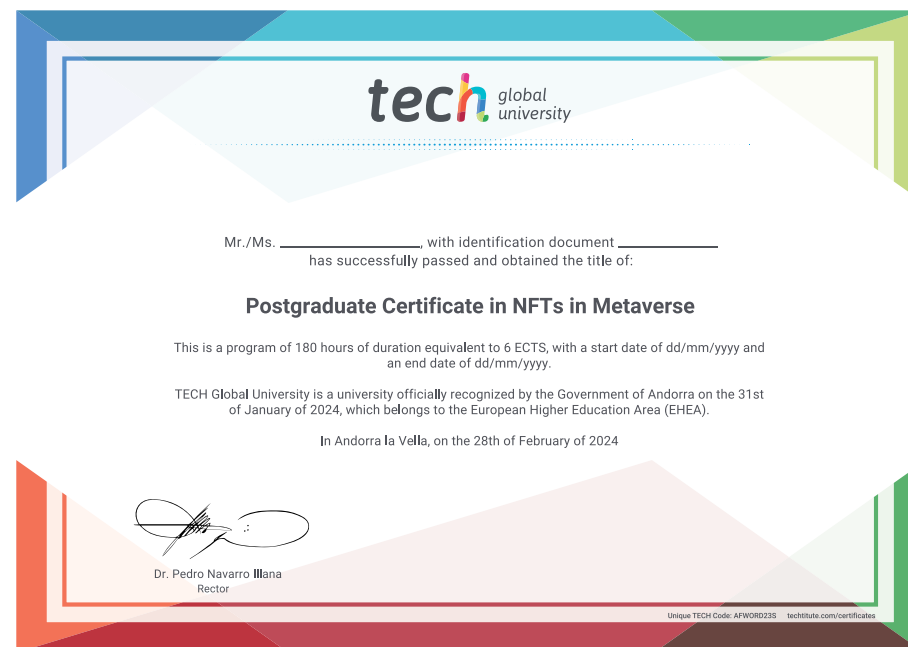 tech global
university
Mr./Ms. ____________, with identification document ____________
has successfully passed and obtained the title of:
Postgraduate Certificate in NFTs in Metaverse
This is a program of 180 hours of duration equivalent to 6 ECTS, with a start date of dd/mm/yyyy and
an end date of dd/mm/yyyy.
TECH Global University is a university officially recognized by the Government of Andorra on the 31st
of January of 2024, which belongs to the European Higher Education Area (EHEA).
In Andorra la Vella, on the 28th of February of 2024
Dr. Pedro Navarro Illana
Rector
Unique TECH Code: AFWORD23S techtitute.com/certificates